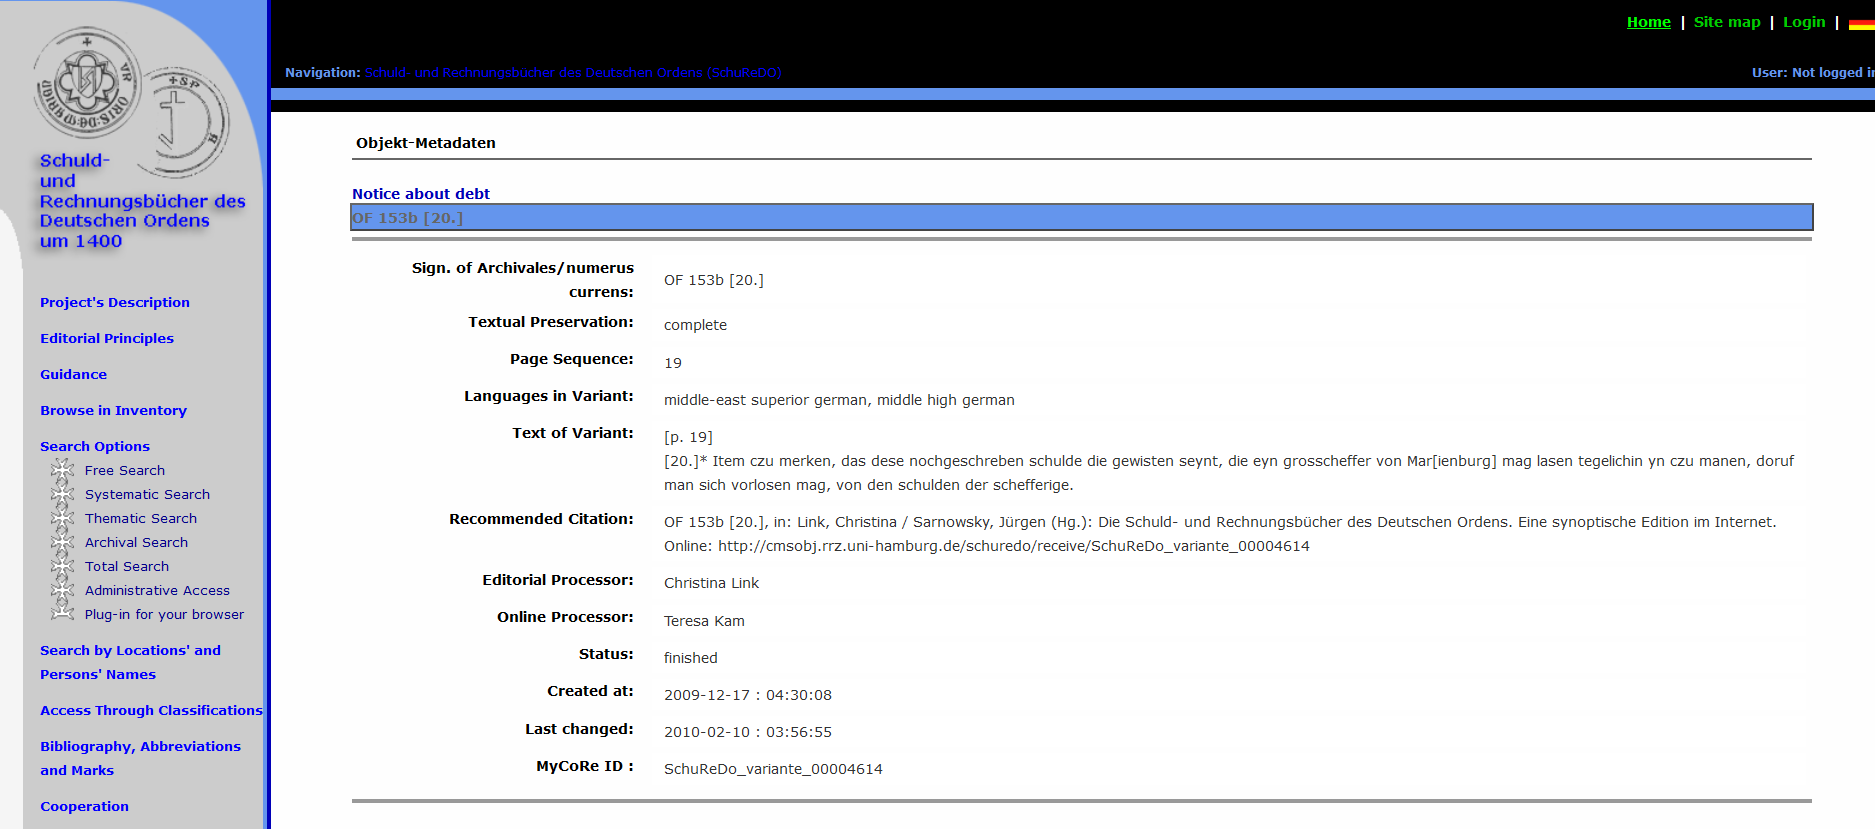 Home | Site map | Login |
Navigation: Schuld- und Rechnungsbücher des Deutschen Ordens (SchuReDO)
User: Not logged in
Schuld-
und
Rechnungsbücher des
Deutschen Ordens
um 1400
Project's Description
Editorial Principles
Guidance
Browse in Inventory
Search Options
Free Search
Systematic Search
Thematic Search
Archival Search
Total Search
Administrative Access
Plug-in for your browser
Search by Locations' and
Persons' Names
Access Through Classifications
Bibliography, Abbreviations
and Marks
Cooperation
Objekt-Metadaten
Notice about debt
OF 153b [20.]
Sign. of Archivales/numerus
currens:
OF 153b [20.]
Textual Preservation: complete
Page Sequence: 19
Languages in Variant: middle-east superior german, middle high german
Text of Variant: [p. 19]
[20.]* Item czu merken, das dese nochgeschreben schulde die gewisten seynt, die eyn grosscheffer von Mar[ienburg] mag lasen tegelichin yn czu manen, doruf
man sich vorlosen mag, von den schulden der schefferige.
Recommended Citation: OF 153b [20.], in: Link, Christina / Sarnowsky, Jürgen (Hg.): Die Schuld- und Rechnungsbücher des Deutschen Ordens. Eine synoptische Edition im Internet.
Online: http://cmsobj.rrz.uni-hamburg.de/schuredo/receive/SchuReDo_variante_00004614
Editorial Processor: Christina Link
Online Processor: Teresa Kam
Status: finished
Created at: 2009-12-17 : 04:30:08
Last changed: 2010-02-10 : 03:56:55
MyCoRe ID : SchuReDo_variante_00004614